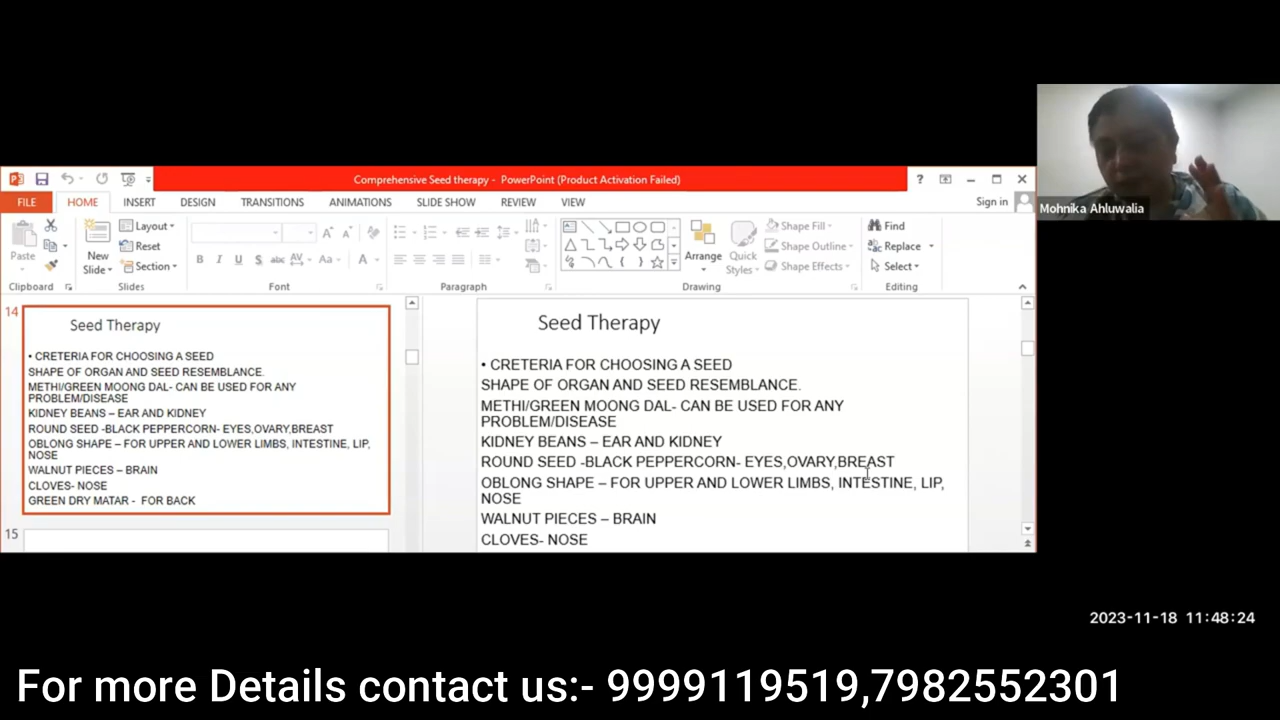 Comprehensive Seed therapy - PowerPoint (Product Activation Failed)
?
FILE HOME INSERT DESIGN TRANSITIONS ANIMATIONS SLIDE SHOW REVIEW VIEW Sign in
Mohnika Ahluwalia
Paste
New Slide
Layout
Reset
Section
B I U S abc AV Aa A
Arrange
Quick Styles
Shape Fill
Shape Outline
Shape Effects
Find
Replace
Select
Clipboard Slides Font Paragraph Drawing Editing
14
Seed Therapy
• CRETERIA FOR CHOOSING A SEED
SHAPE OF ORGAN AND SEED RESEMBLANCE.
METHI/GREEN MOONG DAL- CAN BE USED FOR ANY
PROBLEM/DISEASE
KIDNEY BEANS – EAR AND KIDNEY
ROUND SEED -BLACK PEPPERCORN- EYES,OVARY,BREAST
OBLONG SHAPE – FOR UPPER AND LOWER LIMBS, INTESTINE, LIP,
NOSE
WALNUT PIECES – BRAIN
CLOVES- NOSE
GREEN DRY MATAR - FOR BACK
15
Seed Therapy
• CRETERIA FOR CHOOSING A SEED
SHAPE OF ORGAN AND SEED RESEMBLANCE.
METHI/GREEN MOONG DAL- CAN BE USED FOR ANY
PROBLEM/DISEASE
KIDNEY BEANS – EAR AND KIDNEY
ROUND SEED -BLACK PEPPERCORN- EYES,OVARY,BREAST
OBLONG SHAPE – FOR UPPER AND LOWER LIMBS, INTESTINE, LIP,
NOSE
WALNUT PIECES – BRAIN
CLOVES- NOSE
2023-11-18 11:48:24
For more Details contact us:- 9999119519,7982552301